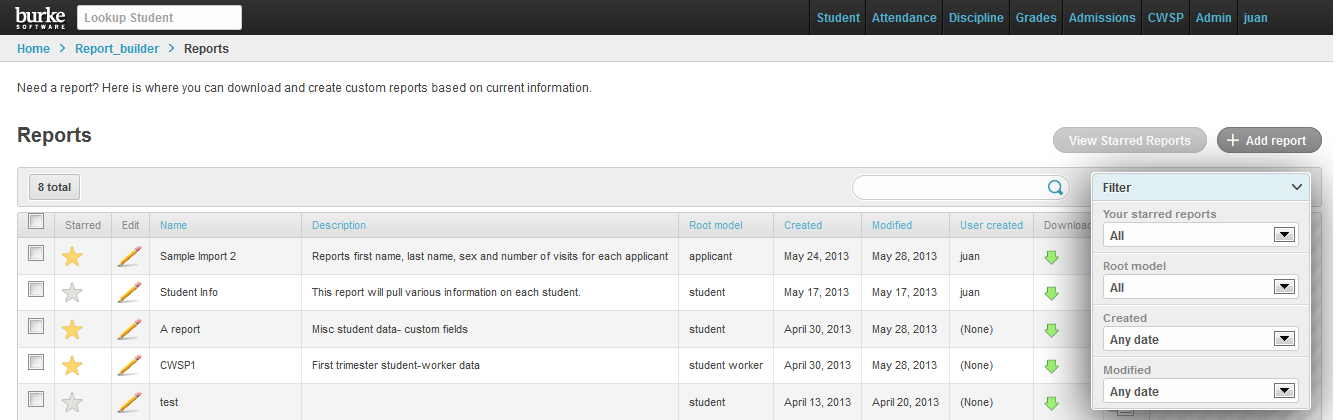 burke SOFTWARE Lookup Student Student Attendance Discipline Grades Admissions CWSP Admin juan
Home > Report_builder > Reports
Need a report? Here is where you can download and create custom reports based on current information.
Reports View Starred Reports + Add report
8 total Filter
Your starred reports
All
Root model
All
Created
Any date
Modified
Any date
Starred Edit Name Description Root model Created Modified User created Download
Sample Import 2 Reports first name, last name, sex and number of visits for each applicant applicant May 24, 2013 May 28, 2013 juan
Student Info This report will pull various information on each student. student May 17, 2013 May 17, 2013 juan
A report Misc student data- custom fields student April 30, 2013 May 28, 2013 (None)
CWSP1 First trimester student-worker data student worker April 30, 2013 May 28, 2013 (None)
test student April 13, 2013 April 20, 2013 (None)